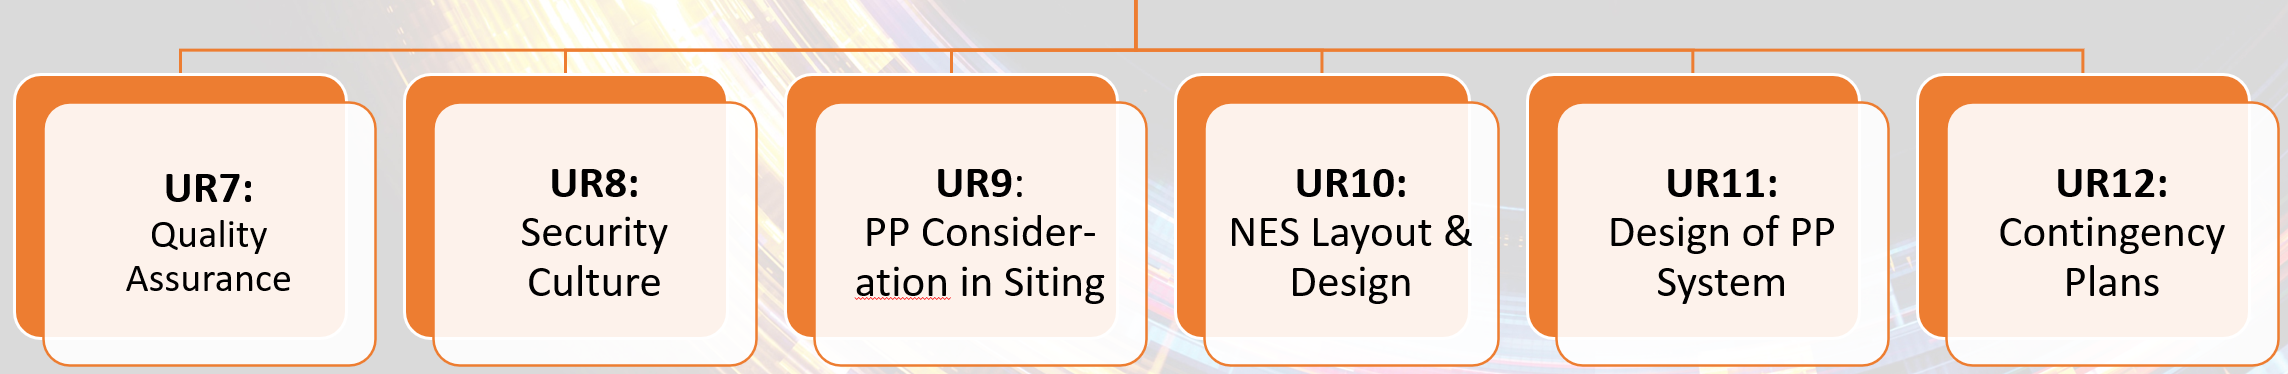 UR7:
Quality
Assurance
UR8:
Security
Culture
UR9:
PP Consider-
ation in Siting
UR10:
NES Layout &
Design
UR11:
Design of PP
System
UR12:
Contingency
Plans